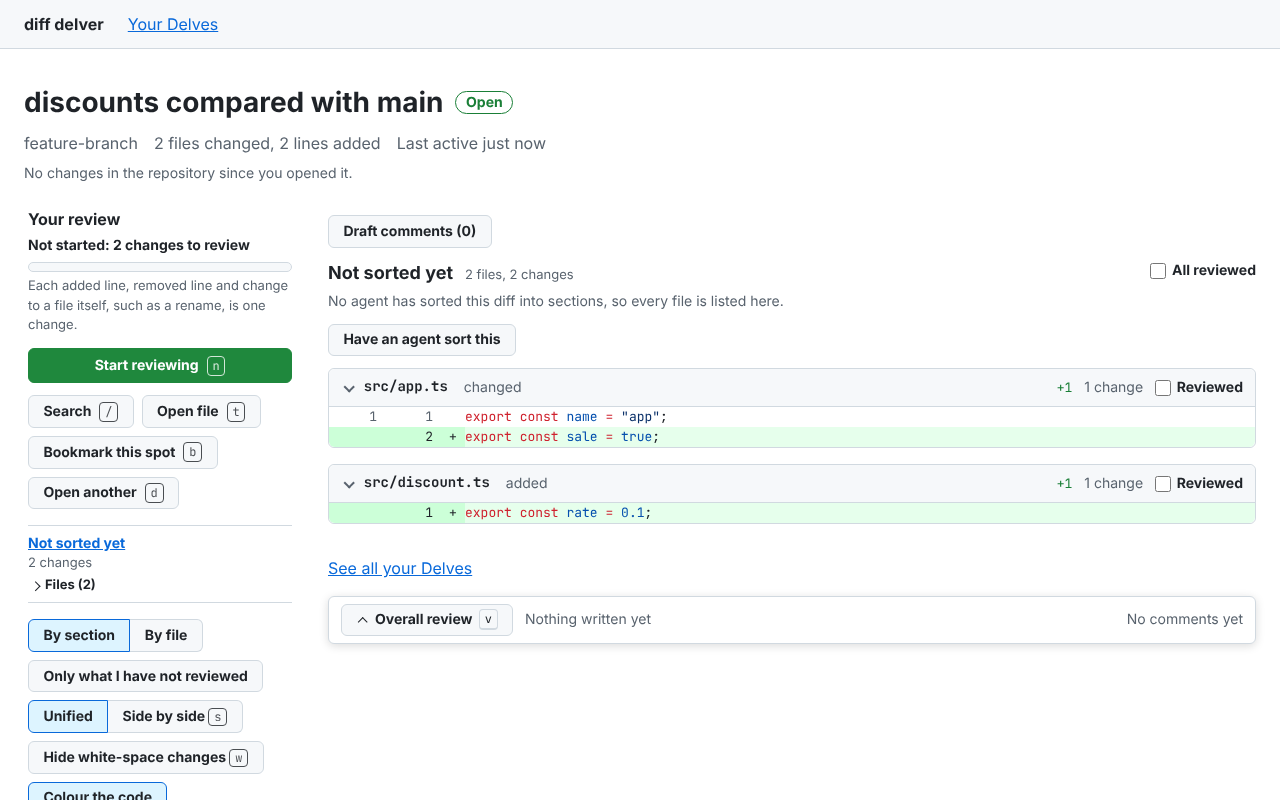 diff delver Your Delves
discounts compared with main Open
feature-branch 2 files changed, 2 lines added Last active just now
No changes in the repository since you opened it.
Your review
Not started: 2 changes to review
Each added line, removed line and change
to a file itself, such as a rename, is one
change.
Start reviewing n
Search / Open file t
Bookmark this spot b
Open another d
Not sorted yet
2 changes
Files (2)
By section By file
Only what I have not reviewed
Unified Side by side s
Hide white-space changes w
Colour the code
Draft comments (0)
Not sorted yet 2 files, 2 changes All reviewed
No agent has sorted this diff into sections, so every file is listed here.
Have an agent sort this
src/app.ts changed +1 1 change Reviewed
1 1 export const name = "app";
2 + export const sale = true;
src/discount.ts added +1 1 change Reviewed
1 + export const rate = 0.1;
See all your Delves
Overall review v Nothing written yet No comments yet